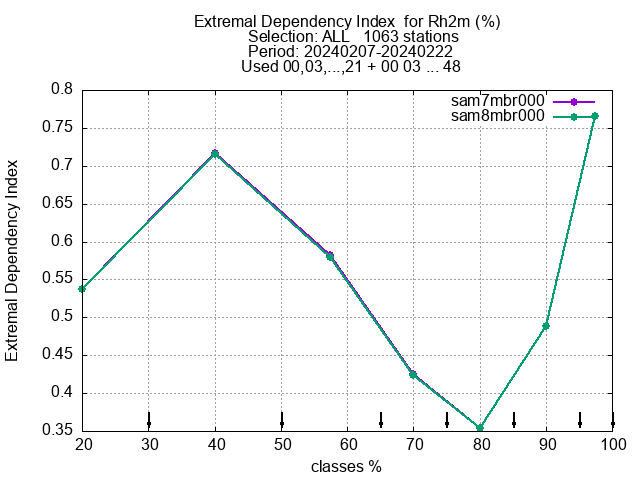 Extremal Dependency Index  for Rh2m (%)
Selection: ALL   1063 stations
Period: 20240207-20240222
Used 00,03,...,21 + 00 03 ... 48
sam7mbr000
sam8mbr000
Extremal Dependency Index
0.8
0.75
0.7
0.65
0.6
0.55
0.5
0.45
0.4
0.35
20 30 40 50 60 70 80 90 100
classes %